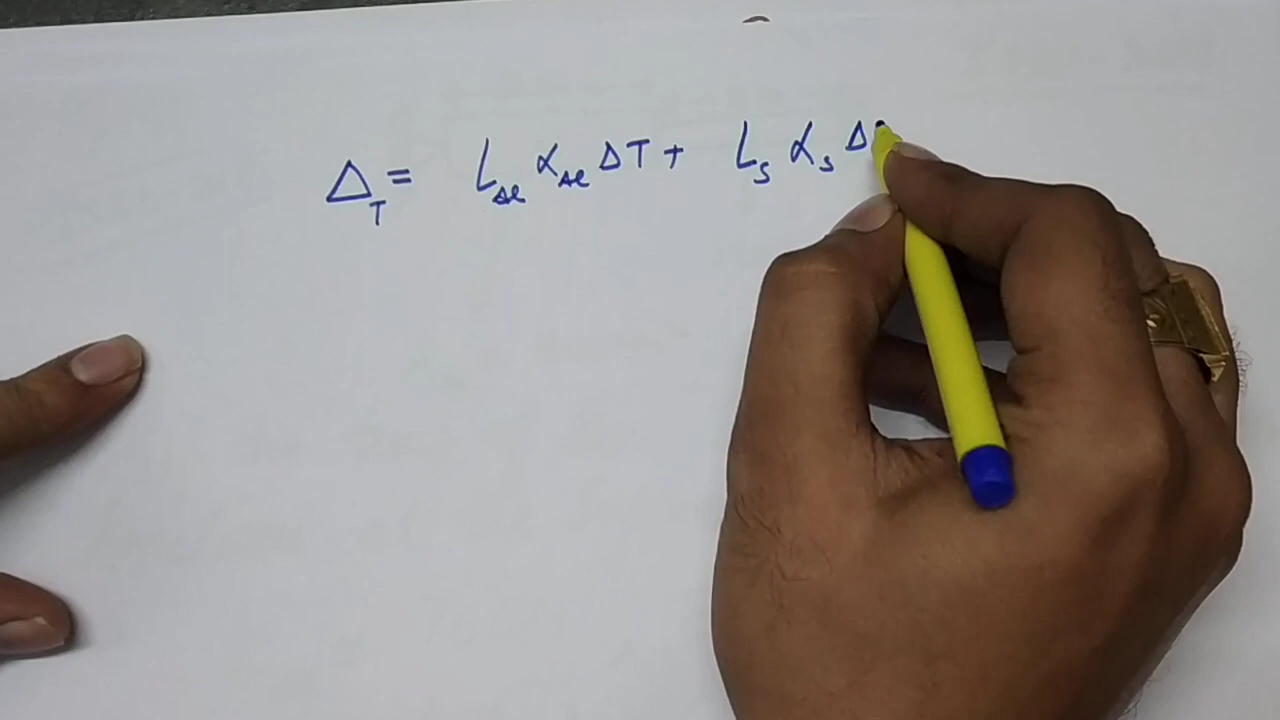 Δ_T = L_Al α_Al ΔT + L_s α_s Δ